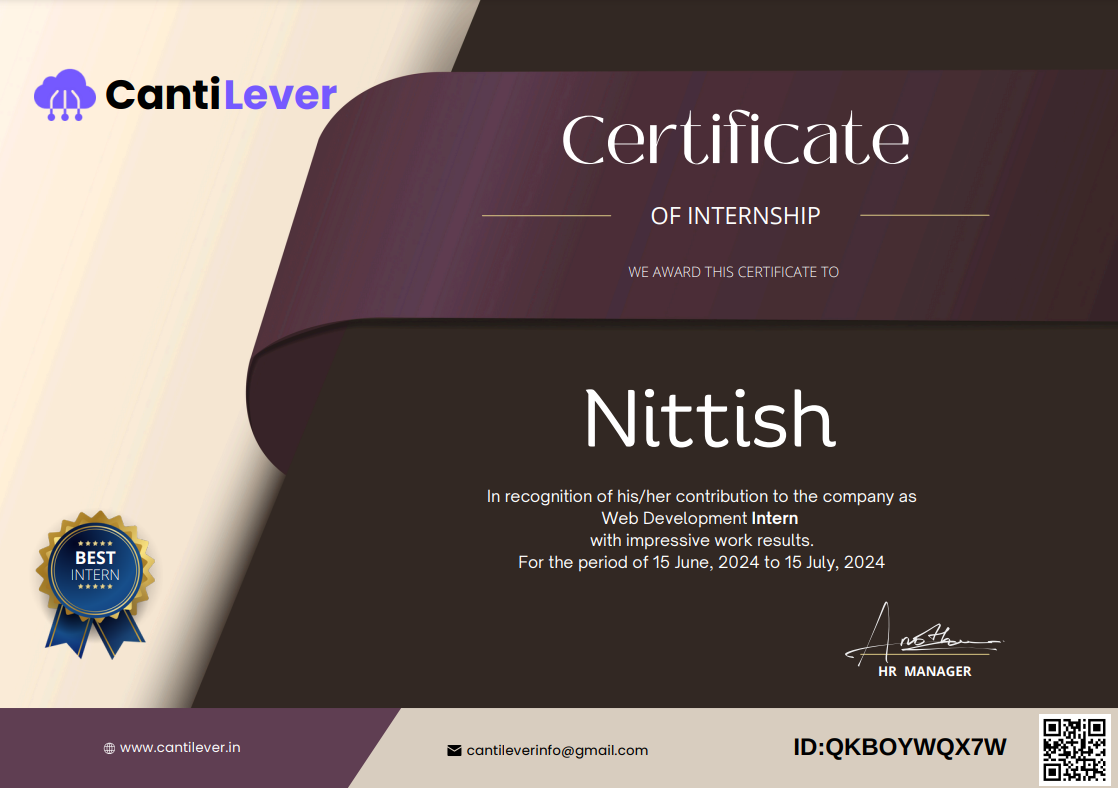 CantiLever
Certificate
OF INTERNSHIP
WE AWARD THIS CERTIFICATE TO
Nittish
In recognition of his/her contribution to the company as
Web Development Intern
with impressive work results.
For the period of 15 June, 2024 to 15 July, 2024
BEST
INTERN
HR MANAGER
www.cantilever.in
cantileverinfo@gmail.com
ID:QKBOYWQX7W